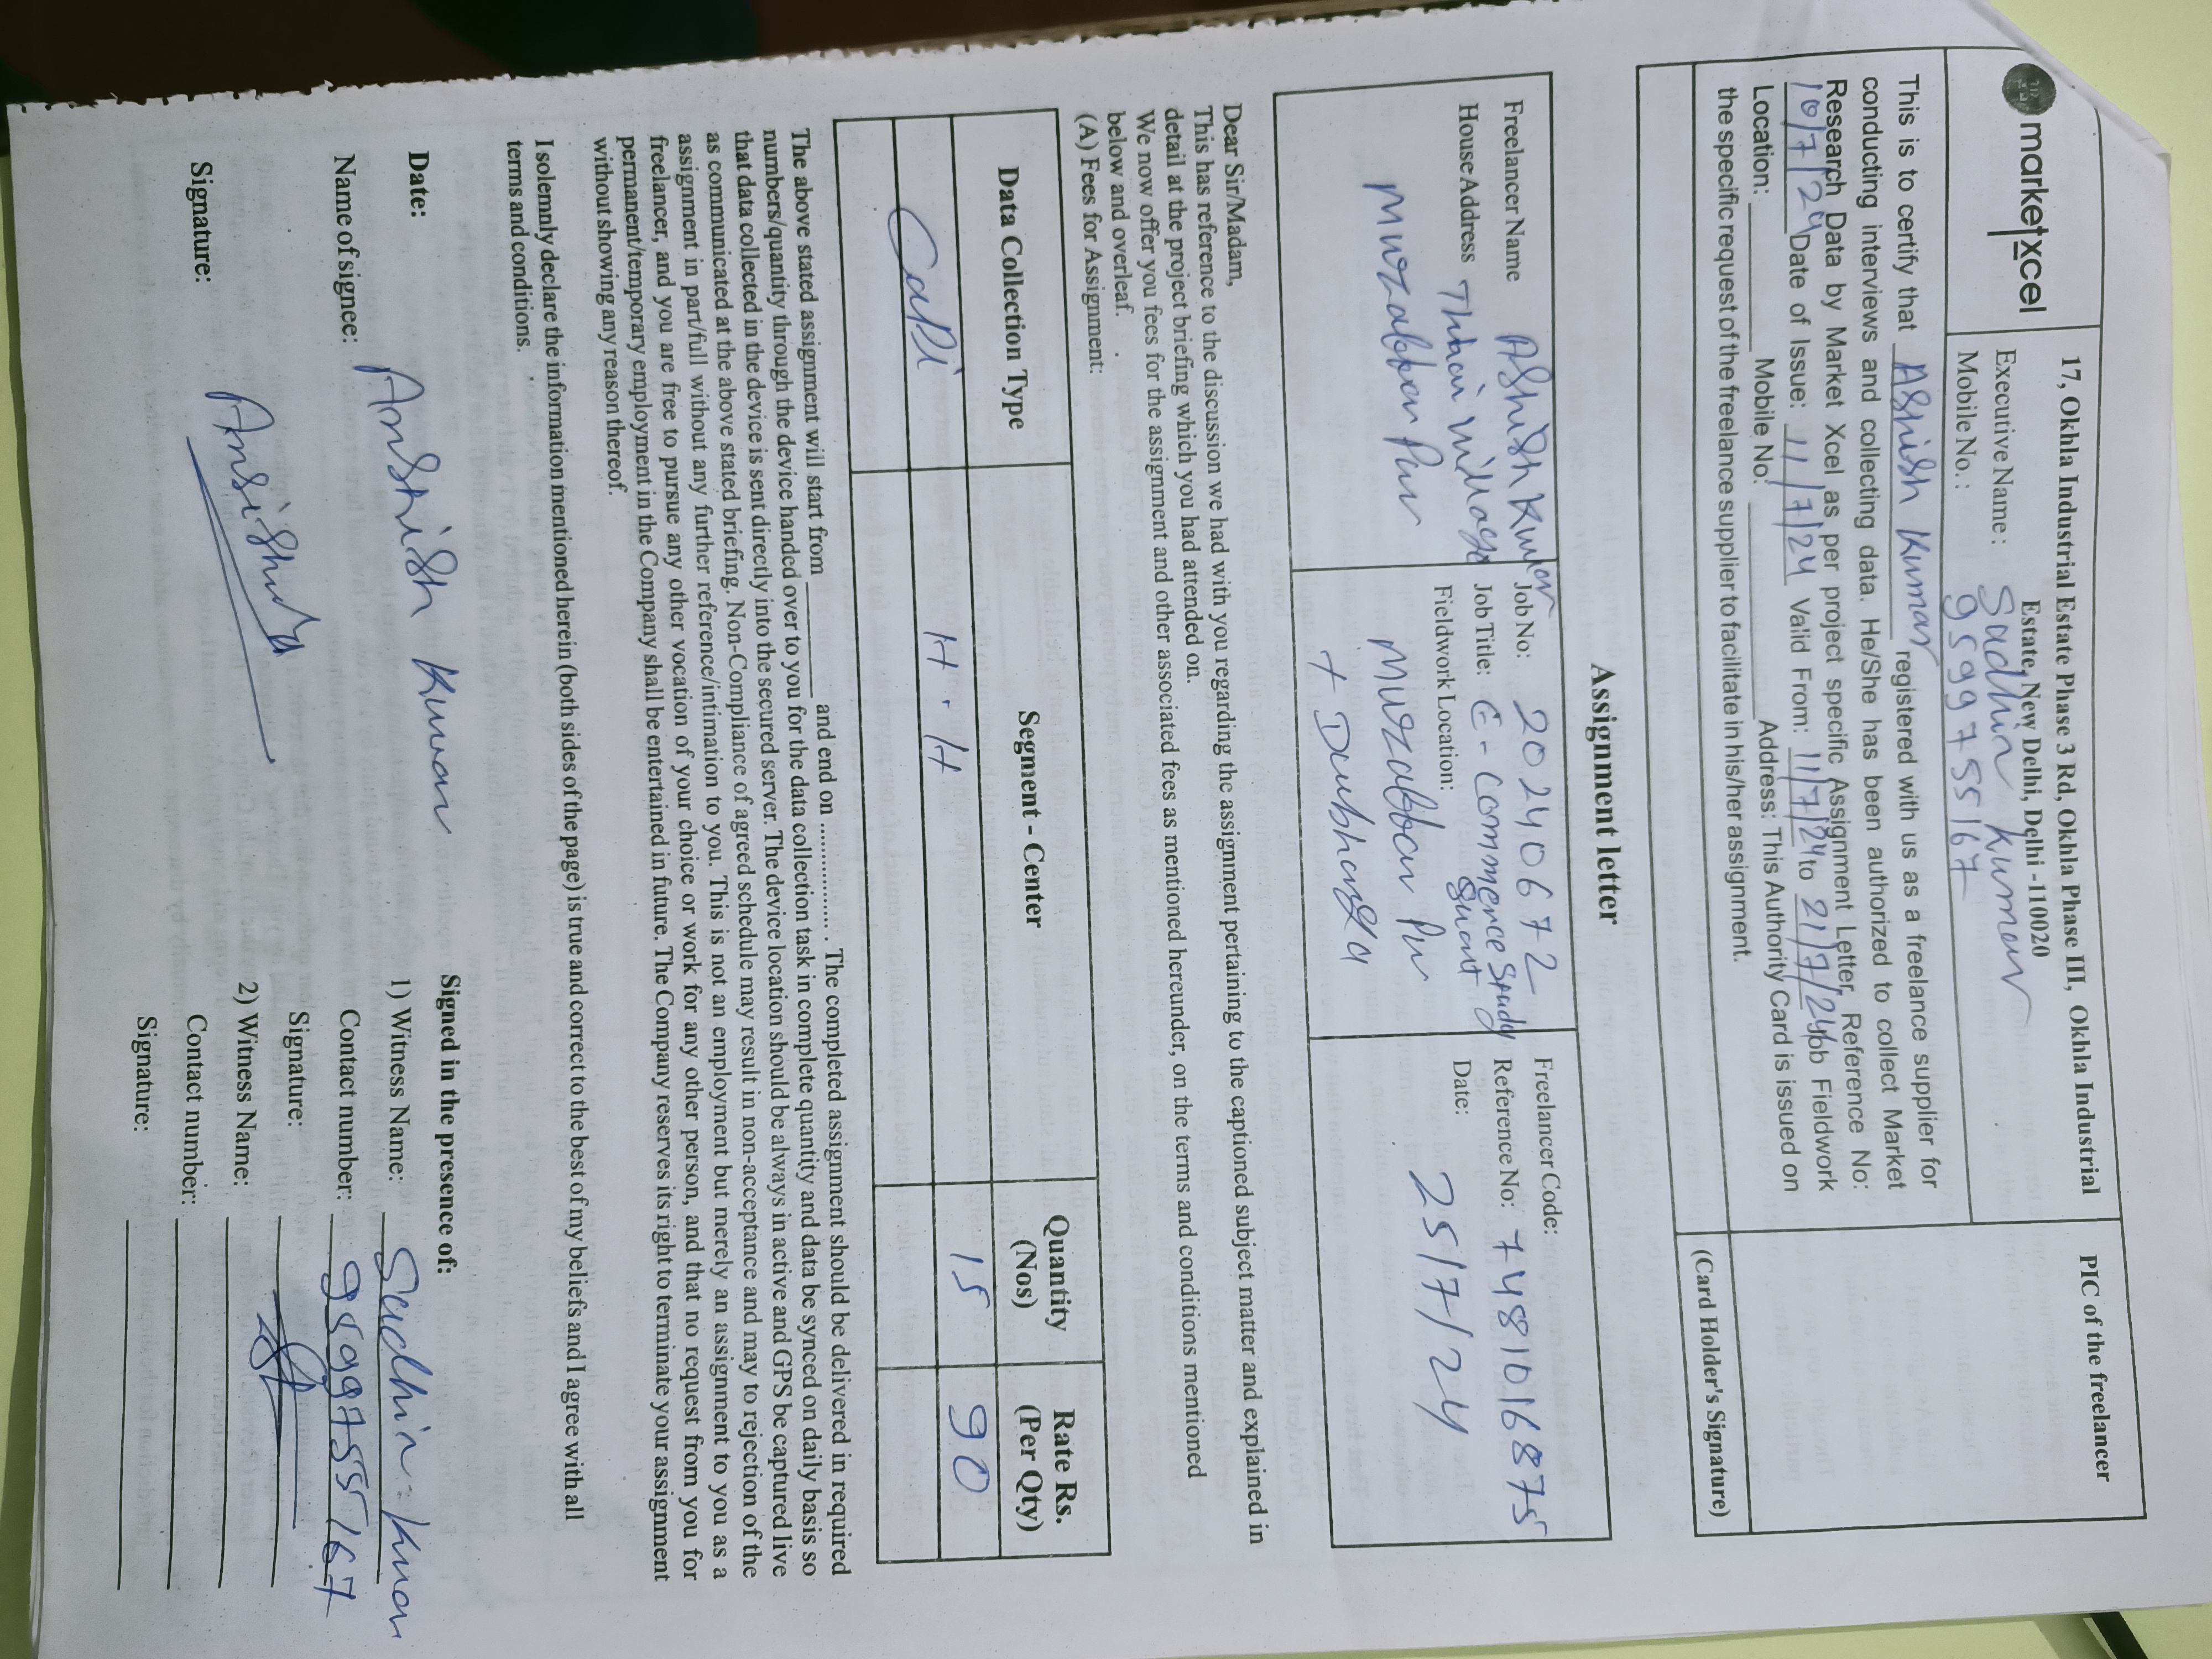 marketxcel
17, Okhla Industrial Estate Phase 3 Rd, Okhla Phase III, Okhla Industrial
Estate, New Delhi, Delhi -110020
PIC of the freelancer
Executive Name : Sadhin Kumar
Mobile No. : 9599755167
This is to certify that Ashish Kumar registered with us as a freelance supplier for
conducting interviews and collecting data. He/She has been authorized to collect Market
Research Data by Market Xcel as per project specific Assignment Letter, Reference No:
10/7/24 Date of Issue: 11/7/24 Valid From: 11/7/24 to 21/7/24 Job Fieldwork
Location: Mobile No: Address: This Authority Card is issued on
the specific request of the freelance supplier to facilitate in his/her assignment.
(Card Holder's Signature)
Assignment letter
Freelancer Name Ashish Kumar
House Address
Job No: 20240672
Job Title: E-Commerce Study
Fieldwork Location:
Freelancer Code:
Reference No: 7481016875
Date: 25/7/24
Dear Sir/Madam,
This has reference to the discussion we had with you regarding the assignment pertaining to the captioned subject matter and explained in
detail at the project briefing which you had attended on.
We now offer you fees for the assignment and other associated fees as mentioned hereunder, on the terms and conditions mentioned
below and overleaf.
(A) Fees for Assignment:
Data Collection Type Segment - Center Quantity (Nos) Rate Rs. (Per Qty)
Capi H.H 15 90
The above stated assignment will start from and end on ................ . The completed assignment should be delivered in required
numbers/quantity through the device handed over to you for the data collection task in complete quantity and data be synced on daily basis so
that data collected in the device is sent directly into the secured server. The device location should be always in active and GPS be captured live
as communicated at the above stated briefing. Non-Compliance of agreed schedule may result in non-acceptance and may to rejection of the
assignment in part/full without any further reference/intimation to you. This is not an employment but merely an assignment to you as a
freelancer, and you are free to pursue any other vocation of your choice or work for any other person, and that no request from you for
permanent/temporary employment in the Company shall be entertained in future. The Company reserves its right to terminate your assignment
without showing any reason thereof.
I solemnly declare the information mentioned herein (both sides of the page) is true and correct to the best of my beliefs and I agree with all
terms and conditions.
Date:
Name of signee: Anshish Kumar
Signature:
Signed in the presence of:
1) Witness Name: Sadhin Kumar
Contact number: 9599755167
Signature:
2) Witness Name:
Contact number:
Signature: